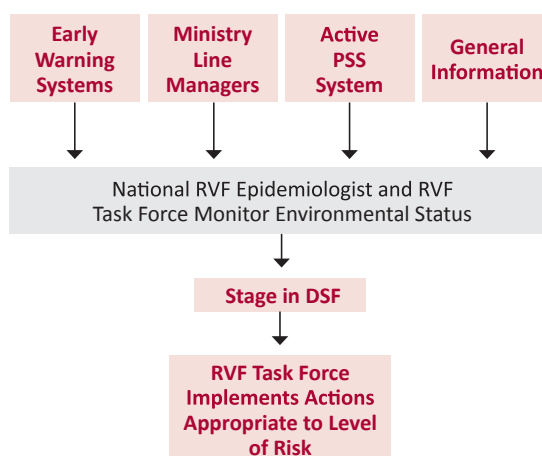 Early
Warning
Systems
Ministry
Line
Managers
Active
PSS
System
General
Information
National RVF Epidemiologist and RVF
Task Force Monitor Environmental Status
Stage in DSF
RVF Task Force
Implements Actions
Appropriate to Level
of Risk